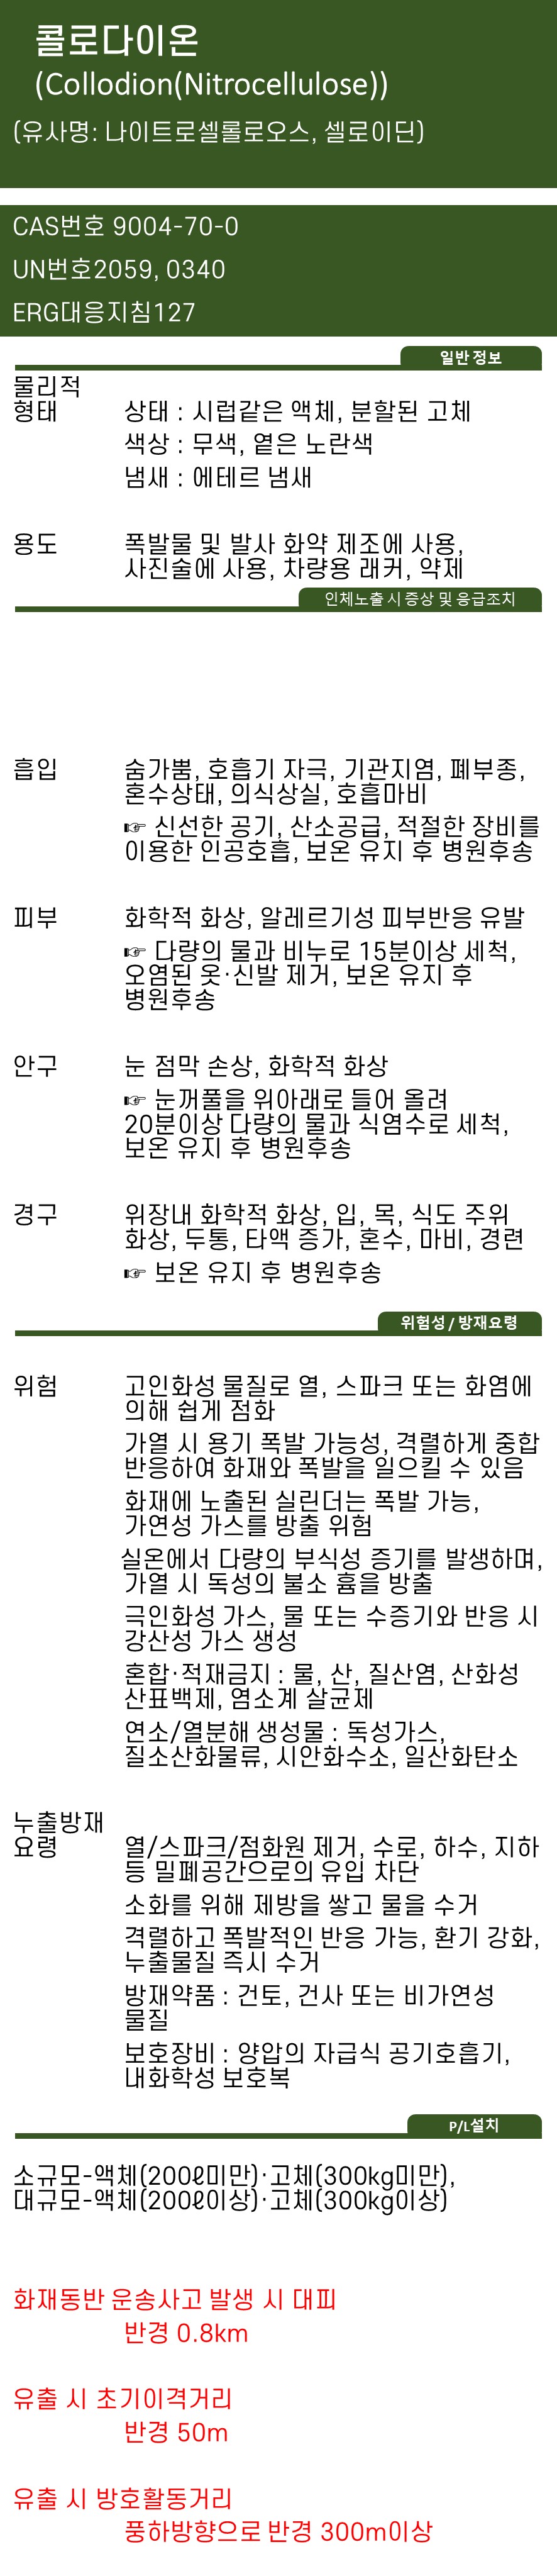 콜로다이온
(Collodion(Nitrocellulose))
(유사명: 나이트로셀룰로오스, 셀로이딘)
CAS번호 9004-70-0
UN번호2059, 0340
ERG대응지침127
일반 정보
물리적
형태 상태 : 시럽같은 액체, 분할된 고체
색상 : 무색, 옅은 노란색
냄새 : 에테르 냄새
용도 폭발물 및 발사 화약 제조에 사용,
사진술에 사용, 차량용 래커, 약제
인체노출 시 증상 및 응급조치
흡입 숨가쁨, 호흡기 자극, 기관지염, 폐부종,
혼수상태, 의식상실, 호흡마비
☞ 신선한 공기, 산소공급, 적절한 장비를
이용한 인공호흡, 보온 유지 후 병원후송
피부 화학적 화상, 알레르기성 피부반응 유발
☞ 다량의 물과 비누로 15분이상 세척,
오염된 옷·신발 제거, 보온 유지 후
병원후송
안구 눈 점막 손상, 화학적 화상
☞ 눈꺼풀을 위아래로 들어 올려
20분이상 다량의 물과 식염수로 세척,
보온 유지 후 병원후송
경구 위장내 화학적 화상, 입, 목, 식도 주위
화상, 두통, 타액 증가, 혼수, 마비, 경련
☞ 보온 유지 후 병원후송
위험성 / 방재요령
위험 고인화성 물질로 열, 스파크 또는 화염에
의해 쉽게 점화
가열 시 용기 폭발 가능성, 격렬하게 중합
반응하여 화재와 폭발을 일으킬 수 있음
화재에 노출된 실린더는 폭발 가능,
가연성 가스를 방출 위험
실온에서 다량의 부식성 증기를 발생하며,
가열 시 독성의 불소 흄을 방출
극인화성 가스, 물 또는 수증기와 반응 시
강산성 가스 생성
혼합·적재금지 : 물, 산, 질산염, 산화성
산표백제, 염소계 살균제
연소/열분해 생성물 : 독성가스,
질소산화물류, 시안화수소, 일산화탄소
누출방재
요령 열/스파크/점화원 제거, 수로, 하수, 지하
등 밀폐공간으로의 유입 차단
소화를 위해 제방을 쌓고 물을 수거
격렬하고 폭발적인 반응 가능, 환기 강화,
누출물질 즉시 수거
방재약품 : 건토, 건사 또는 비가연성
물질
보호장비 : 양압의 자급식 공기호흡기,
내화학성 보호복
P/L설치
소규모-액체(200ℓ미만)·고체(300kg미만),
대규모-액체(200ℓ이상)·고체(300kg이상)
화재동반 운송사고 발생 시 대피
반경 0.8km
유출 시 초기이격거리
반경 50m
유출 시 방호활동거리
풍하방향으로 반경 300m이상